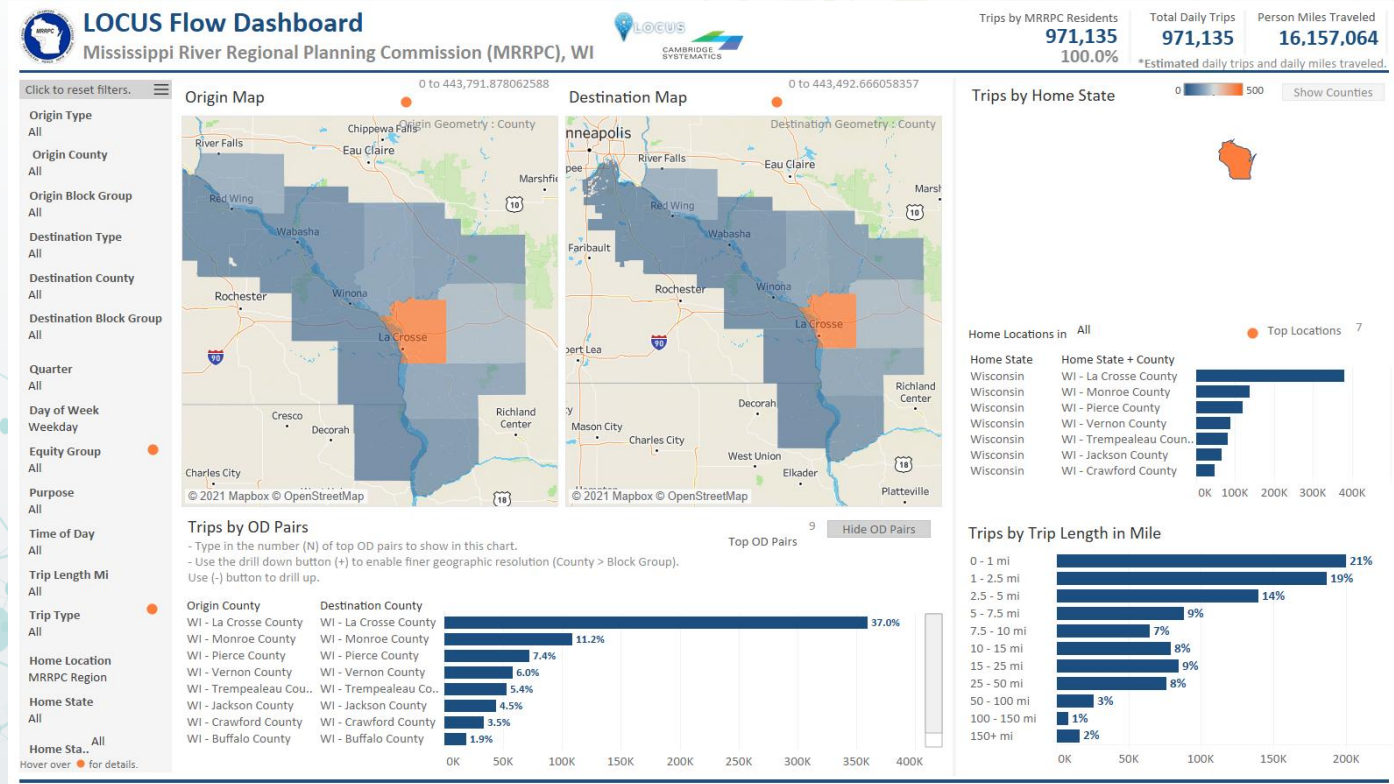 MRRPC
LOCUS Flow Dashboard
Mississippi River Regional Planning Commission (MRRPC), WI
LOCUS
CAMBRIDGE
SYSTEMATICS
Trips by MRRPC Residents
971,135
100.0%
Total Daily Trips
971,135
Person Miles Traveled
16,157,064
*Estimated daily trips and daily miles traveled.
Click to reset filters.
Origin Type
All
Origin County
All
Origin Block Group
All
Destination Type
All
Destination County
All
Destination Block Group
All
Quarter
All
Day of Week
Weekday
Equity Group
All
Purpose
All
Time of Day
All
Trip Length Mi
All
Trip Type
All
Home Location
MRRPC Region
Home State
All
Home Sta.. All
Hover over for details.
Origin Map
0 to 443,791.878062588
Origin Geometry : County
Chippewa Falls
River Falls
Eau Claire
Marshfie
10
Red Wing
Wabasha
Rochester
Winona
90
La Crosse
Cresco
Decorah
Richland
Center
Charles City
18
© 2021 Mapbox © OpenStreetMap
Destination Map
0 to 443,492.666058357
Destination Geometry : County
nneapolis
pee
River Falls
Eau Claire
Marsh
10
Red Wing
Wabasha
Faribault
Rochester
Winona
La Crosse
90
bert Lea
Decorah
Richland
Center
Mason City
Charles City
West Union
Elkader
18
Platteville
© 2021 Mapbox © OpenStreetMap
Trips by OD Pairs
- Type in the number (N) of top OD pairs to show in this chart.
- Use the drill down button (+) to enable finer geographic resolution (County > Block Group).
Use (-) button to drill up.
Top OD Pairs 9
Hide OD Pairs
Origin County Destination County
WI - La Crosse County WI - La Crosse County 37.0%
WI - Monroe County WI - Monroe County 11.2%
WI - Pierce County WI - Pierce County 7.4%
WI - Vernon County WI - Vernon County 6.0%
WI - Trempealeau Cou.. WI - Trempealeau Co.. 5.4%
WI - Jackson County WI - Jackson County 4.5%
WI - Crawford County WI - Crawford County 3.5%
WI - Buffalo County WI - Buffalo County 1.9%
0K 50K 100K 150K 200K 250K 300K 350K 400K
Trips by Home State
0 500
Show Counties
Home Locations in All
Top Locations 7
Home State Home State + County
Wisconsin WI - La Crosse County
Wisconsin WI - Monroe County
Wisconsin WI - Pierce County
Wisconsin WI - Vernon County
Wisconsin WI - Trempealeau Coun..
Wisconsin WI - Jackson County
Wisconsin WI - Crawford County
0K 100K 200K 300K 400K
Trips by Trip Length in Mile
0 - 1 mi 21%
1 - 2.5 mi 19%
2.5 - 5 mi 14%
5 - 7.5 mi 9%
7.5 - 10 mi 7%
10 - 15 mi 8%
15 - 25 mi 9%
25 - 50 mi 8%
50 - 100 mi 3%
100 - 150 mi 1%
150+ mi 2%
0K 50K 100K 150K 200K